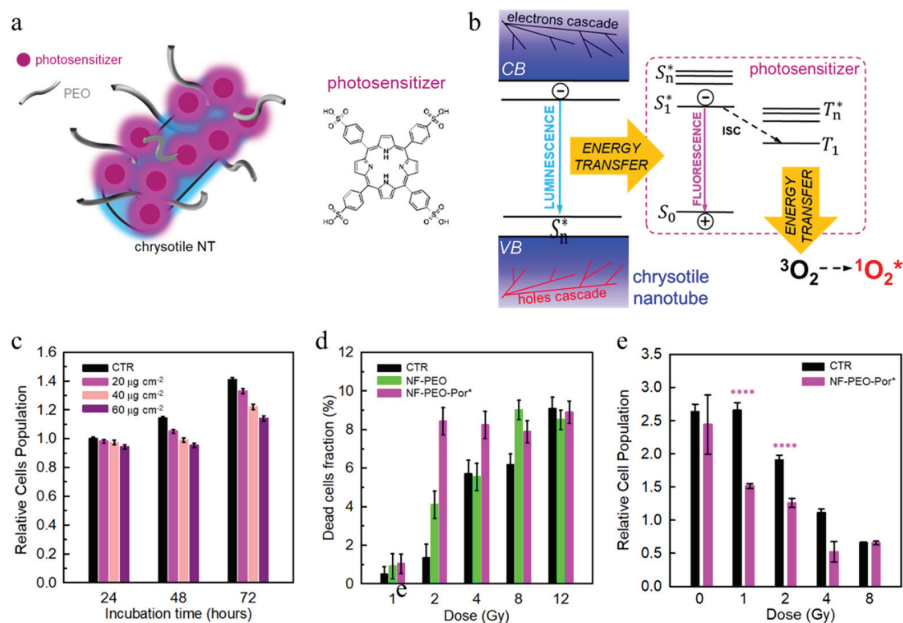 a
photosensitizer
PEO
chrysotile NT
photosensitizer
HO
OH
O=S=O
N
NH
HN
N
HO
OH
b
electrons cascade
CB
−
LUMINESCENCE
ENERGY
TRANSFER
S*n
VB
holes cascade
chrysotile
nanotube
photosensitizer
S*n
S*1
−
ISC
T*n
T1
FLUORESCENCE
S0
+
ENERGY
TRANSFER
³O₂ ¹O₂*
c
Relative Cells Population
1.6
1.4
1.2
1.0
0.8
0.6
0.4
0.2
0.0
CTR
20 µg cm⁻²
40 µg cm⁻²
60 µg cm⁻²
24 48 72
Incubation time (hours)
d
Dead cells fraction (%)
12
10
8
6
4
2
0
CTR
NF-PEO
NF-PEO-Por*
1 2 4 8 12
e
Dose (Gy)
e
Relative Cell Population
3.5
3.0
2.5
2.0
1.5
1.0
0.5
0.0
CTR
NF-PEO-Por*
****
****
0 1 2 4 8
Dose (Gy)